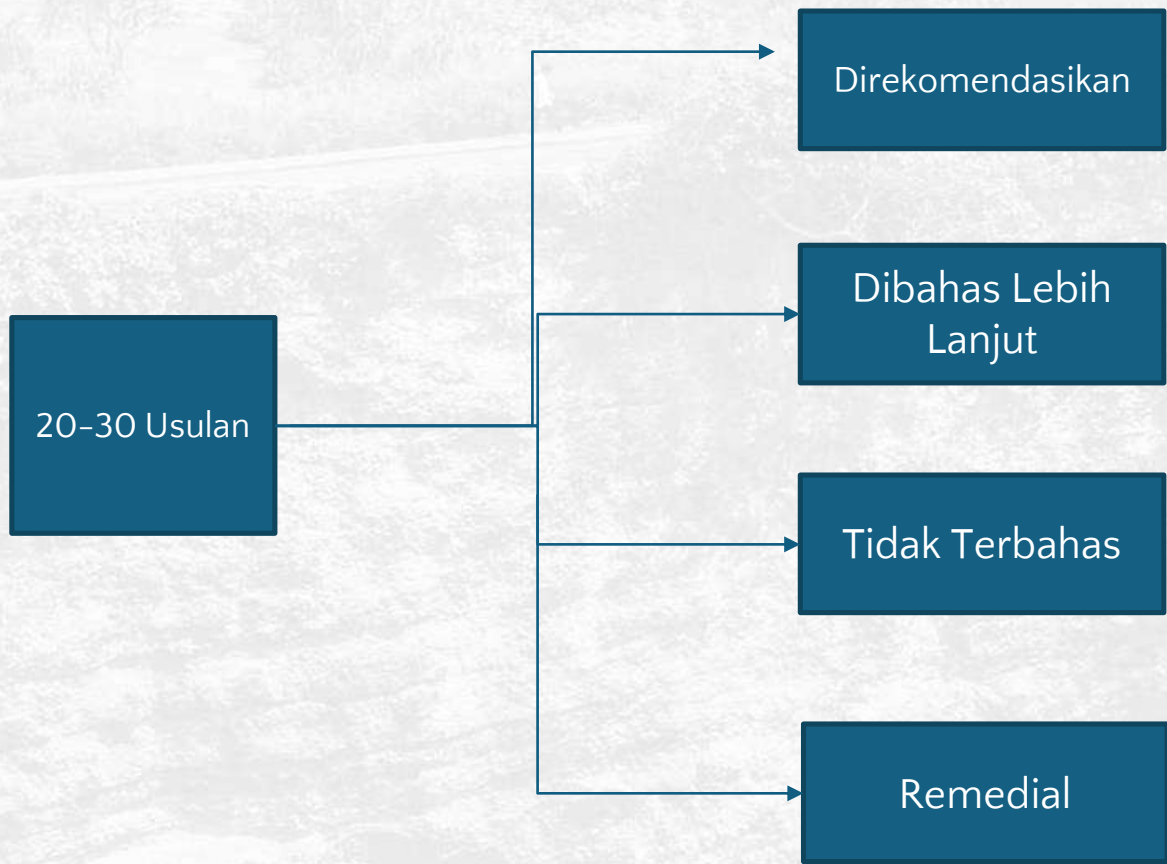 Direkomendasikan
Dibahas Lebih
Lanjut
20-30 Usulan
Tidak Terbahas
Remedial